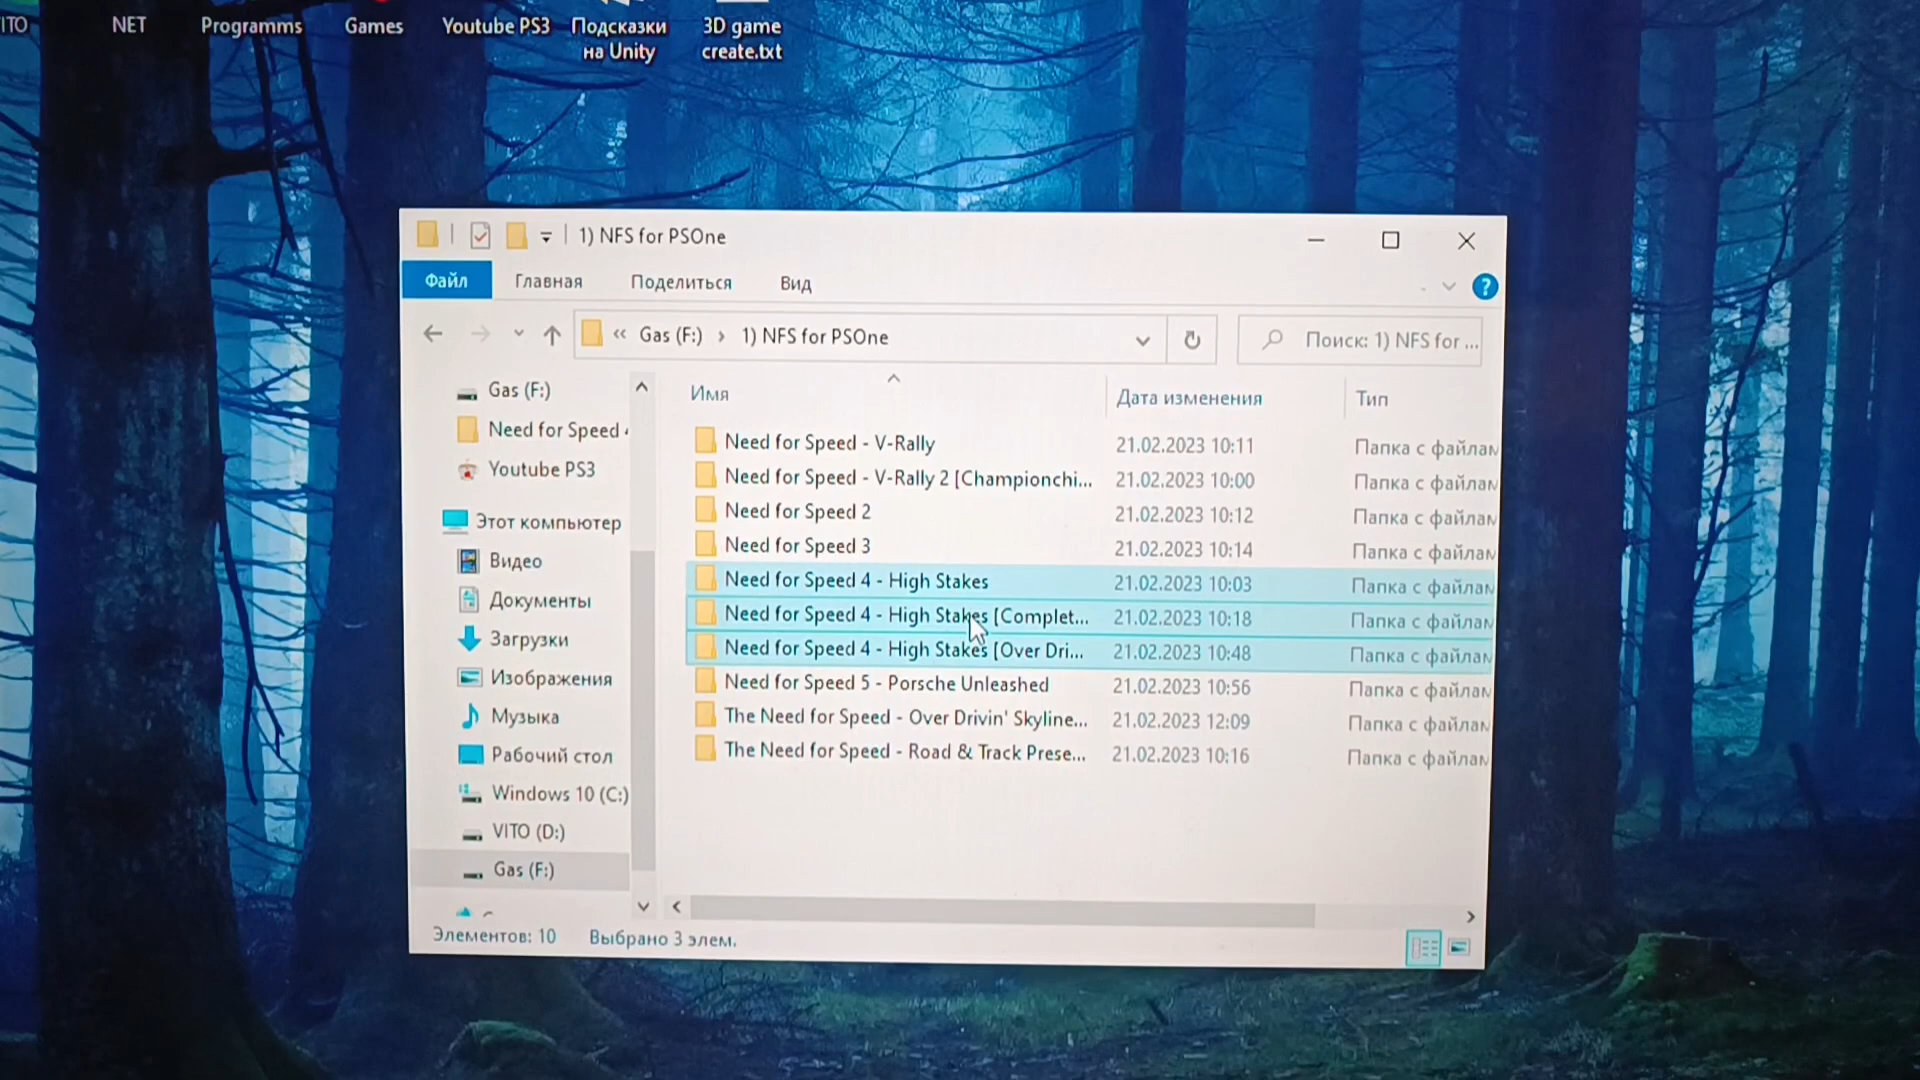 ITO
NET
Programms
Games
Youtube PS3
Подсказки
на Unity
3D game
create.txt
1) NFS for PSOne
Файл
Главная
Поделиться
Вид
?
« Gas (F:) › 1) NFS for PSOne
Поиск: 1) NFS for ...
Gas (F:)
Need for Speed
Youtube PS3
Этот компьютер
Видео
Документы
Загрузки
Изображения
Музыка
Рабочий стол
Windows 10 (C:)
VITO (D:)
Gas (F:)
Имя Дата изменения Тип
Need for Speed - V-Rally 21.02.2023 10:11 Папка с файлам
Need for Speed - V-Rally 2 [Championchi... 21.02.2023 10:00 Папка с файлам
Need for Speed 2 21.02.2023 10:12 Папка с файлам
Need for Speed 3 21.02.2023 10:14 Папка с файлам
Need for Speed 4 - High Stakes 21.02.2023 10:03 Папка с файлам
Need for Speed 4 - High Stakes [Complet... 21.02.2023 10:18 Папка с файлам
Need for Speed 4 - High Stakes [Over Dri... 21.02.2023 10:48 Папка с файлам
Need for Speed 5 - Porsche Unleashed 21.02.2023 10:56 Папка с файлам
The Need for Speed - Over Drivin' Skyline... 21.02.2023 12:09 Папка с файлам
The Need for Speed - Road & Track Prese... 21.02.2023 10:16 Папка с файлам
Элементов: 10 Выбрано 3 элем.